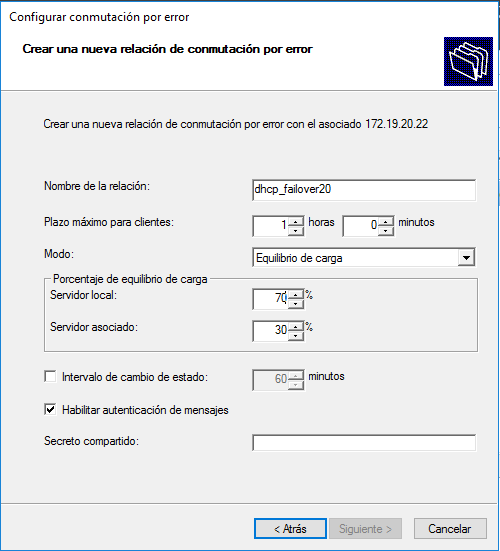 Configurar conmutación por error
Crear una nueva relación de conmutación por error
Crear una nueva relación de conmutación por error con el asociado 172.19.20.22
Nombre de la relación: dhcp_failover20
Plazo máximo para clientes: 1 horas 0 minutos
Modo: Equilibrio de carga
Porcentaje de equilibrio de carga
Servidor local: 70 %
Servidor asociado: 30 %
Intervalo de cambio de estado: 60 minutos
Habilitar autenticación de mensajes
Secreto compartido:
< Atrás Siguiente > Cancelar